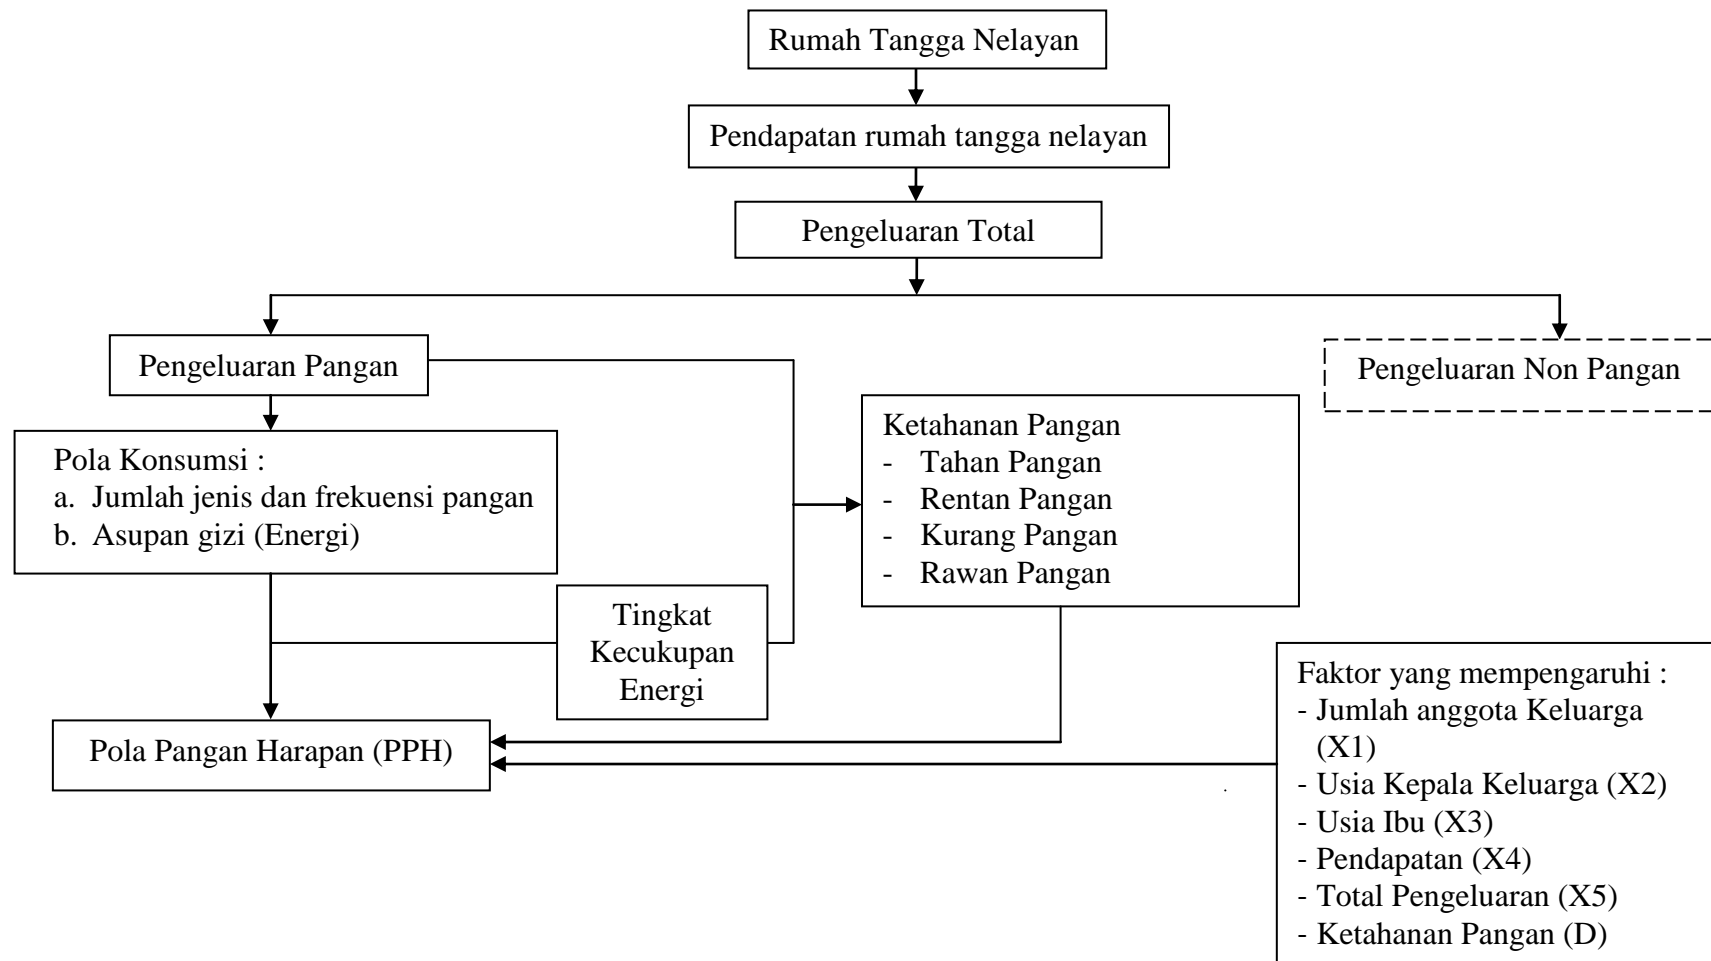 Rumah Tangga Nelayan
Pendapatan rumah tangga nelayan
Pengeluaran Total
Pengeluaran Pangan
Pengeluaran Non Pangan
Pola Konsumsi :
a. Jumlah jenis dan frekuensi pangan
b. Asupan gizi (Energi)
Ketahanan Pangan
- Tahan Pangan
- Rentan Pangan
- Kurang Pangan
- Rawan Pangan
Tingkat
Kecukupan
Energi
Pola Pangan Harapan (PPH)
Faktor yang mempengaruhi :
- Jumlah anggota Keluarga
(X1)
- Usia Kepala Keluarga (X2)
- Usia Ibu (X3)
- Pendapatan (X4)
- Total Pengeluaran (X5)
- Ketahanan Pangan (D)